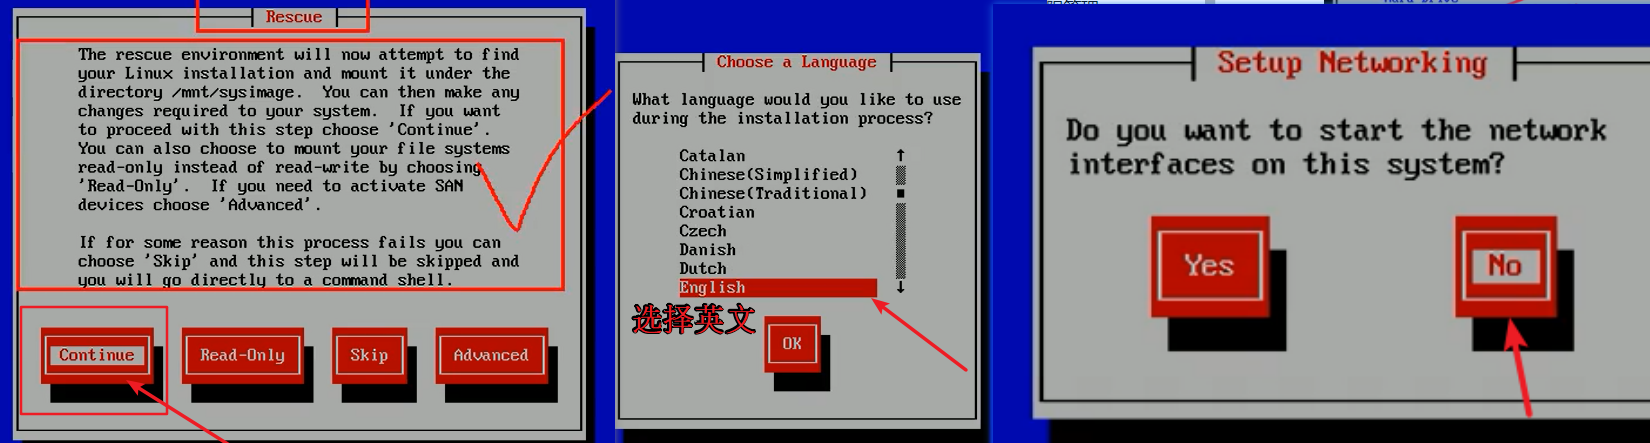 Rescue
The rescue environment will now attempt to find
your Linux installation and mount it under the
directory /mnt/sysimage.  You can then make any
changes required to your system.  If you want
to proceed with this step choose 'Continue'.
You can also choose to mount your file systems
read-only instead of read-write by choosing
'Read-Only'.  If you need to activate SAN
devices choose 'Advanced'.
If for some reason this process fails you can
choose 'Skip' and this step will be skipped and
you will go directly to a command shell.
Continue
Read-Only
Skip
Advanced
Choose a Language
What language would you like to use
during the installation process?
Catalan
Chinese(Simplified)
Chinese(Traditional)
Croatian
Czech
Danish
Dutch
English
选择英文
OK
Setup Networking
Do you want to start the network
interfaces on this system?
Yes
No